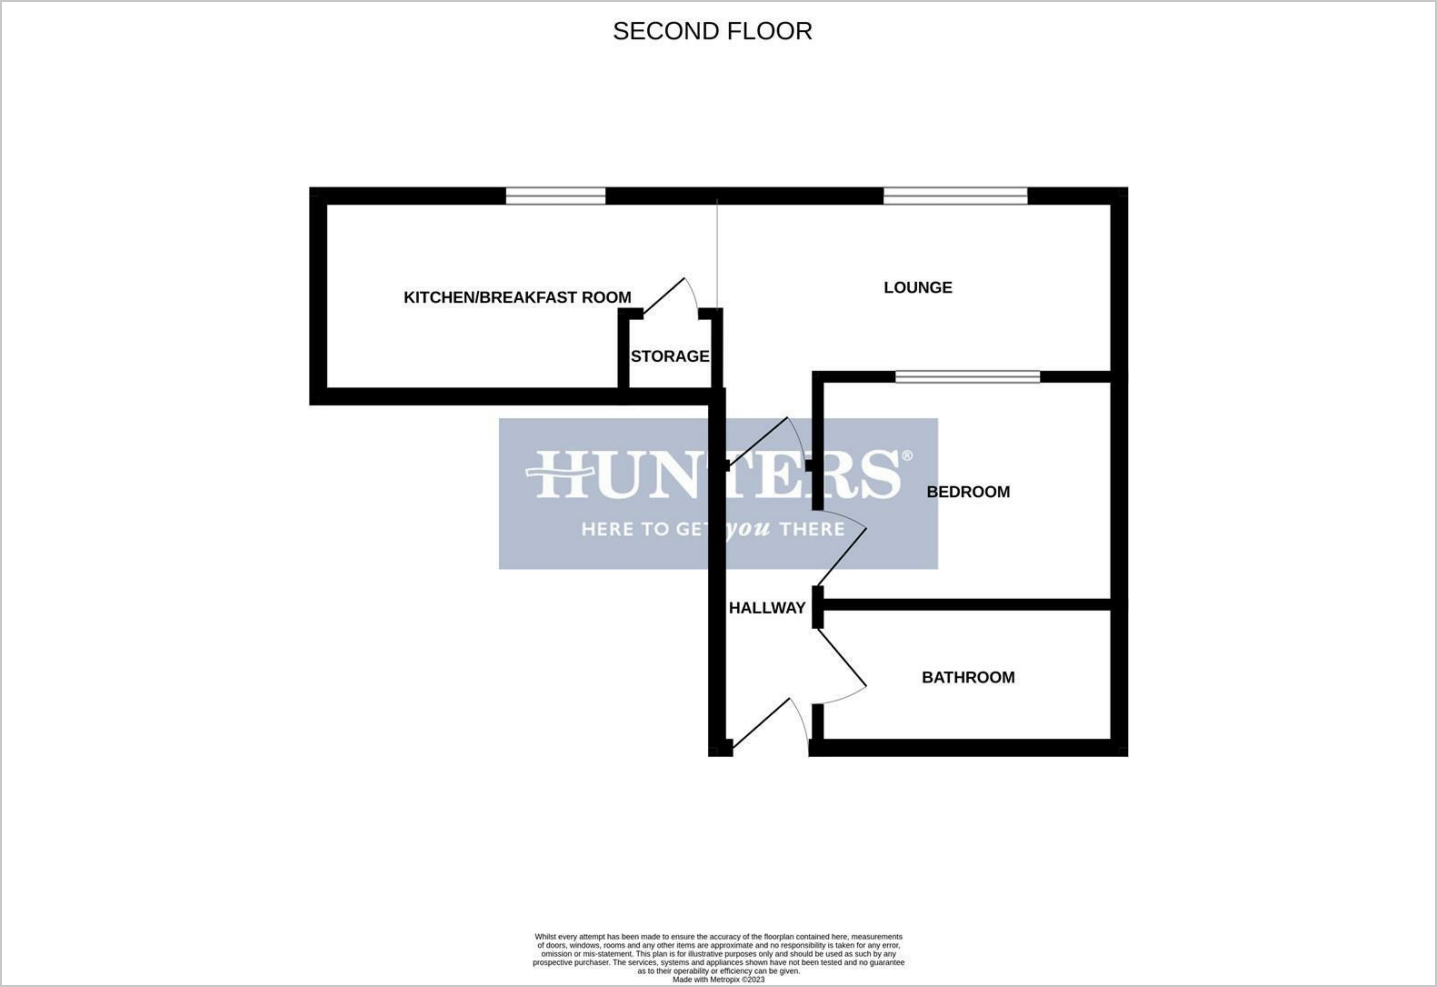 SECOND FLOOR
KITCHEN/BREAKFAST ROOM
LOUNGE
STORAGE
HUNTERS®
HERE TO GET you THERE
BEDROOM
HALLWAY
BATHROOM
Whilst every attempt has been made to ensure the accuracy of the floorplan contained here, measurements
of doors, windows, rooms and any other items are approximate and no responsibility is taken for any error,
omission or mis-statement. This plan is for illustrative purposes only and should be used as such by any
prospective purchaser. The services, systems and appliances shown have not been tested and no guarantee
as to their operability or efficiency can be given.
Made with Metropix ©2023